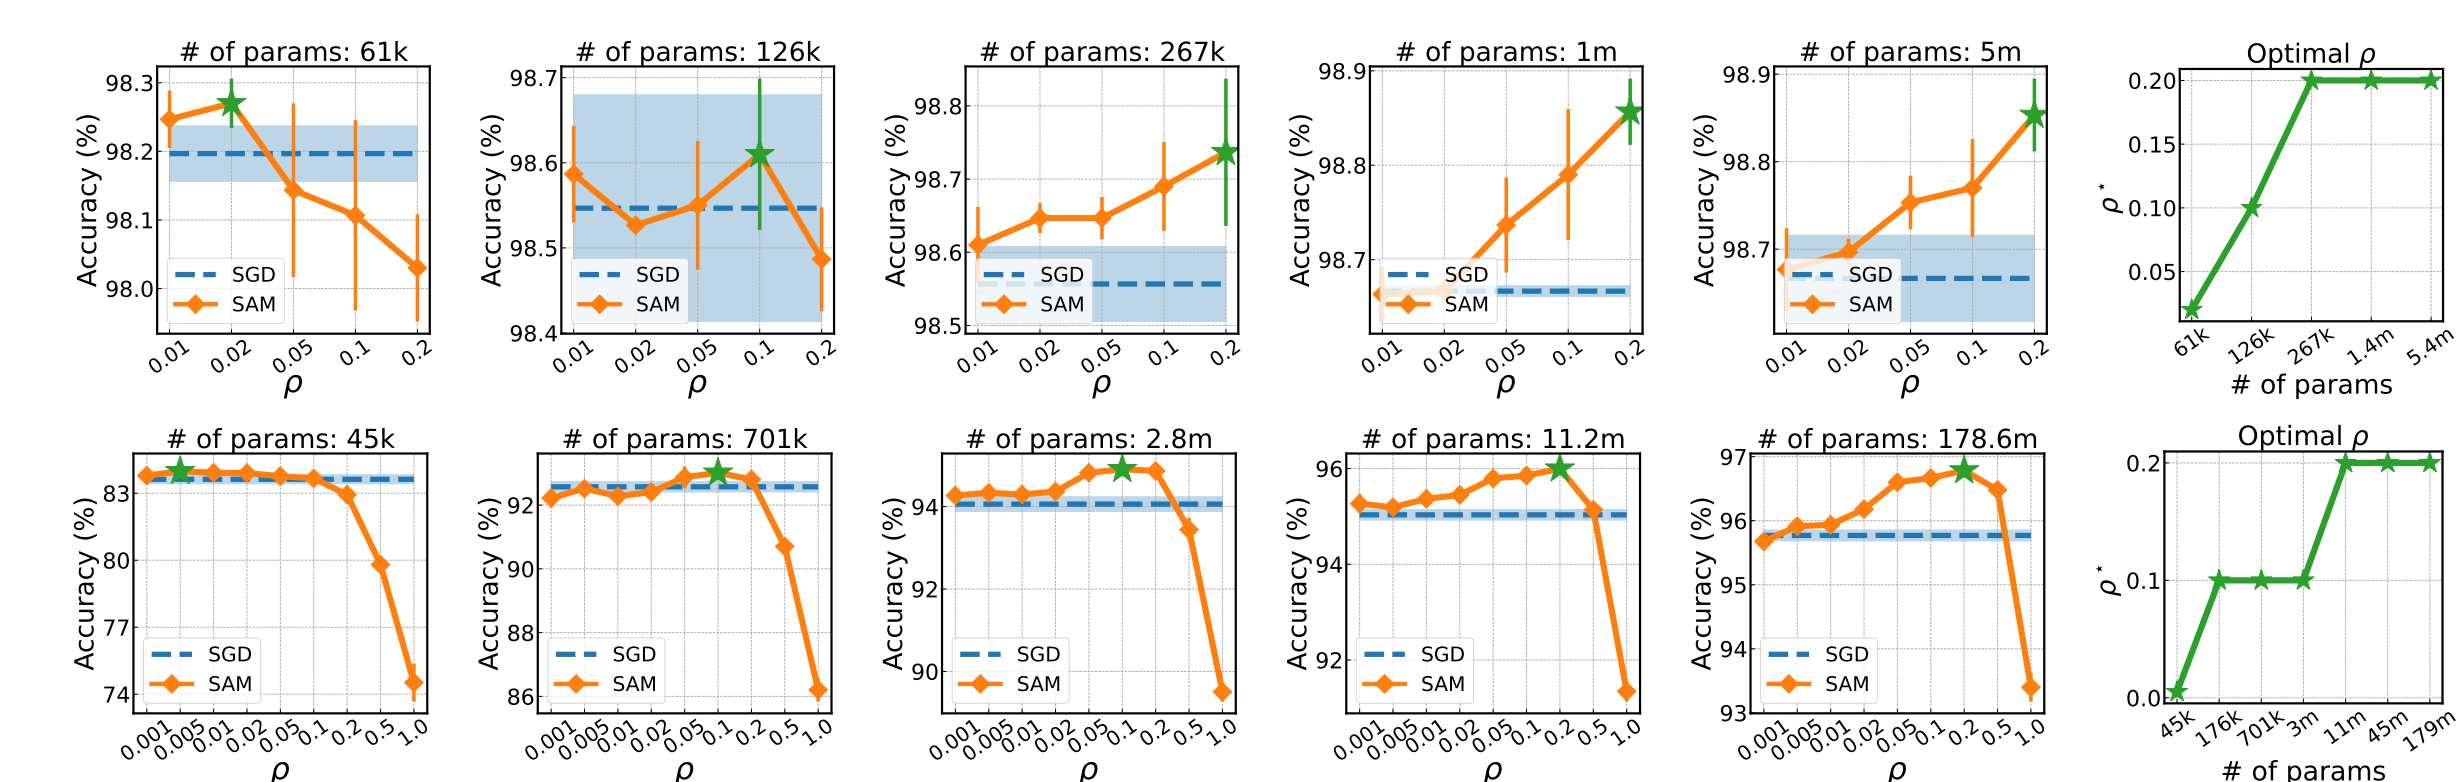 # of params: 61k
Accuracy (%)
98.3
98.2
98.1
98.0
SGD
SAM
0.01 0.02 0.05 0.1 0.2
ρ
# of params: 126k
Accuracy (%)
98.7
98.6
98.5
98.4
SGD
SAM
0.01 0.02 0.05 0.1 0.2
ρ
# of params: 267k
Accuracy (%)
98.8
98.7
98.6
98.5
SGD
SAM
0.01 0.02 0.05 0.1 0.2
ρ
# of params: 1m
Accuracy (%)
98.9
98.8
98.7
SGD
SAM
0.01 0.02 0.05 0.1 0.2
ρ
# of params: 5m
Accuracy (%)
98.9
98.8
98.7
SGD
SAM
0.01 0.02 0.05 0.1 0.2
ρ
Optimal ρ
ρ*
0.20
0.15
0.10
0.05
61k 126k 267k 1.4m 5.4m
# of params
# of params: 45k
Accuracy (%)
83
80
77
74
SGD
SAM
0.001 0.005 0.01 0.02 0.05 0.1 0.2 0.5 1.0
ρ
# of params: 701k
Accuracy (%)
92
90
88
86
SGD
SAM
0.001 0.005 0.01 0.02 0.05 0.1 0.2 0.5 1.0
ρ
# of params: 2.8m
Accuracy (%)
94
92
90
SGD
SAM
0.001 0.005 0.01 0.02 0.05 0.1 0.2 0.5 1.0
ρ
# of params: 11.2m
Accuracy (%)
96
94
92
SGD
SAM
0.001 0.005 0.01 0.02 0.05 0.1 0.2 0.5 1.0
ρ
# of params: 178.6m
Accuracy (%)
97
96
95
94
93
SGD
SAM
0.001 0.005 0.01 0.02 0.05 0.1 0.2 0.5 1.0
ρ
Optimal ρ
ρ*
0.2
0.1
0.0
45k 176k 701k 3m 11m 45m 179m
# of params